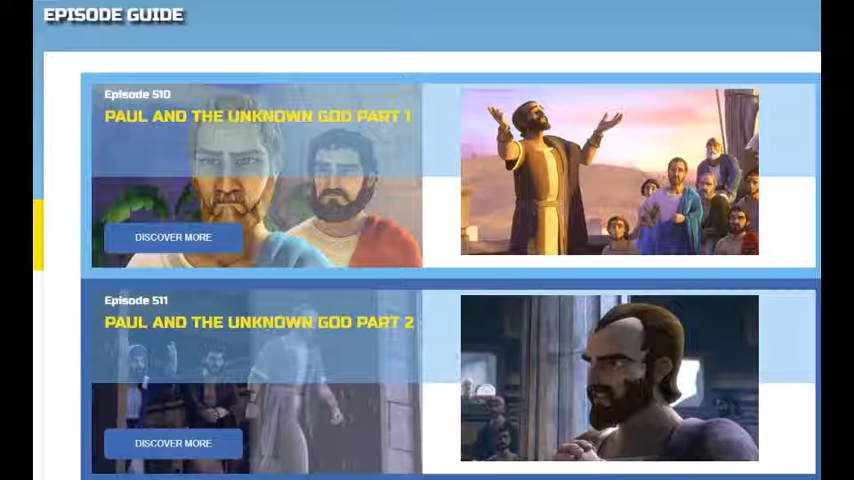 EPISODE GUIDE
Episode 510
PAUL AND THE UNKNOWN GOD PART 1
DISCOVER MORE
Episode 511
PAUL AND THE UNKNOWN GOD PART 2
DISCOVER MORE